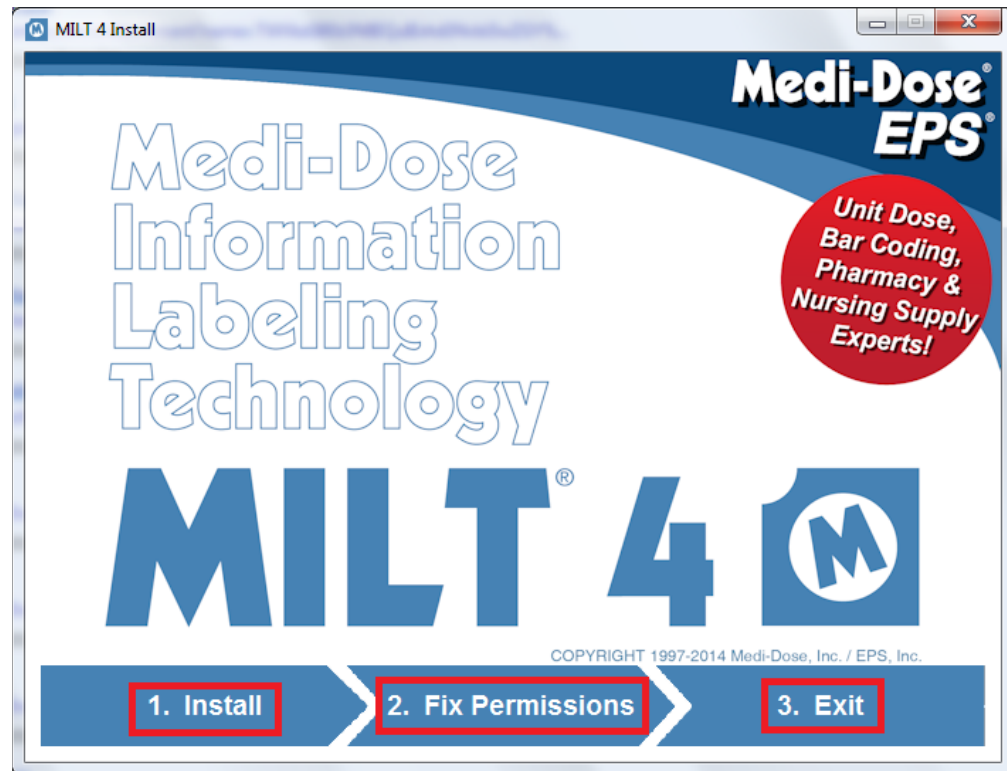 MILT 4 Install
Medi-Dose®
EPS®
Medi-Dose
Information
Labeling
Technology
Unit Dose,
Bar Coding,
Pharmacy &
Nursing Supply
Experts!
MILT® 4 M
COPYRIGHT 1997-2014 Medi-Dose, Inc. / EPS, Inc.
1. Install 2. Fix Permissions 3. Exit